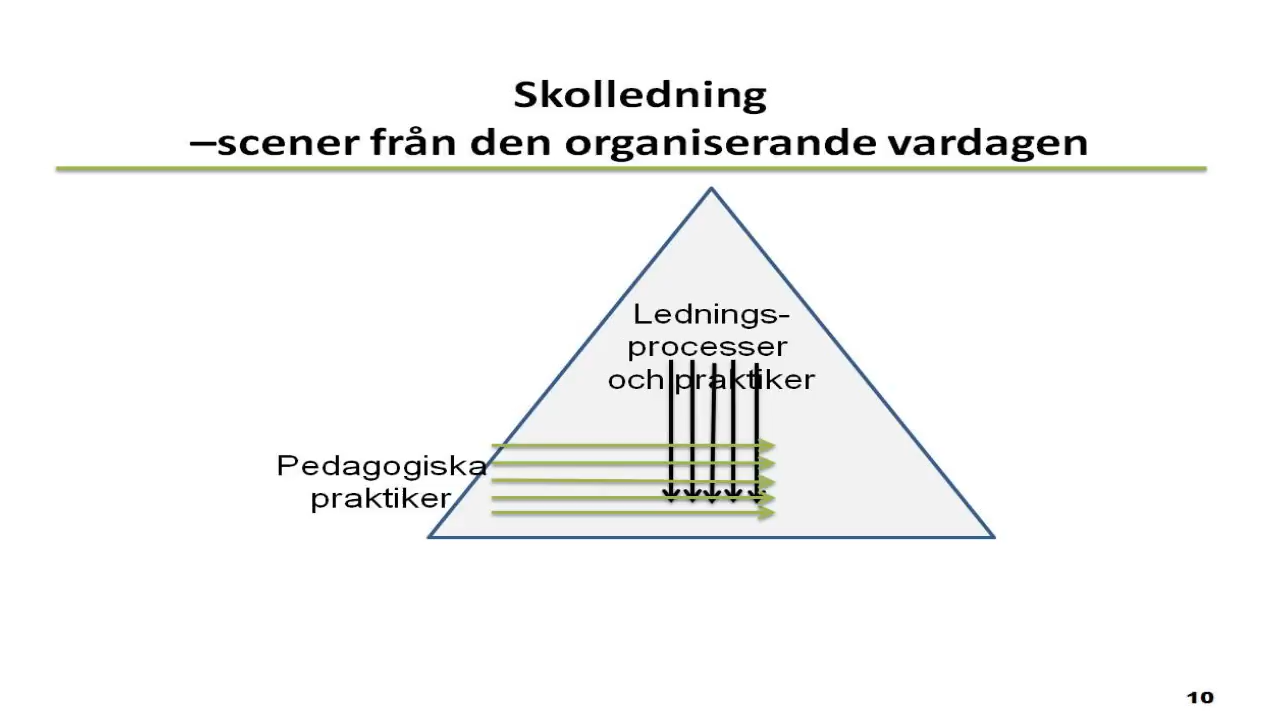 Skolledning
–scener från den organiserande vardagen
Lednings-
processer
och praktiker
Pedagogiska
praktiker
10